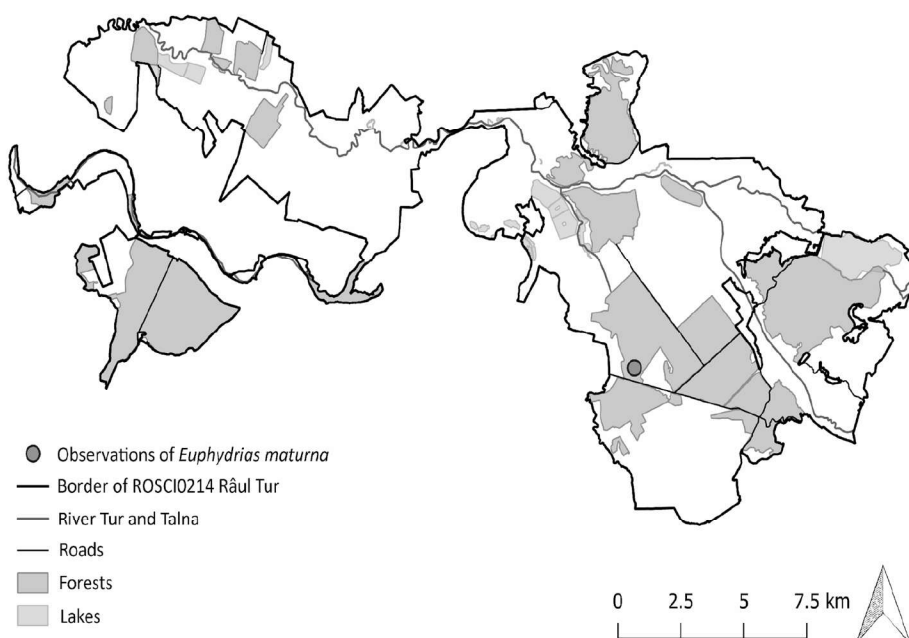 Observations of Euphydrias maturna
Border of ROSCI0214 Râul Tur
River Tur and Talna
Roads
Forests
Lakes
0 2.5 5 7.5 km